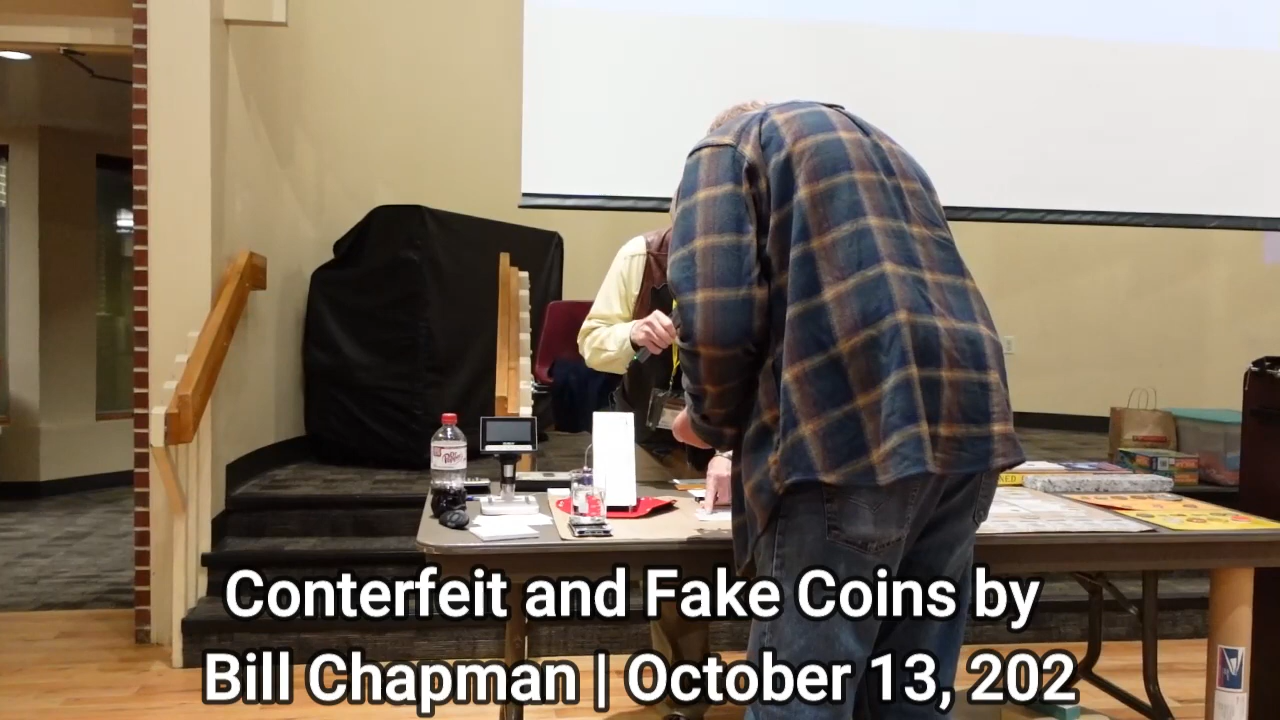 Conterfeit and Fake Coins by
Bill Chapman | October 13, 202